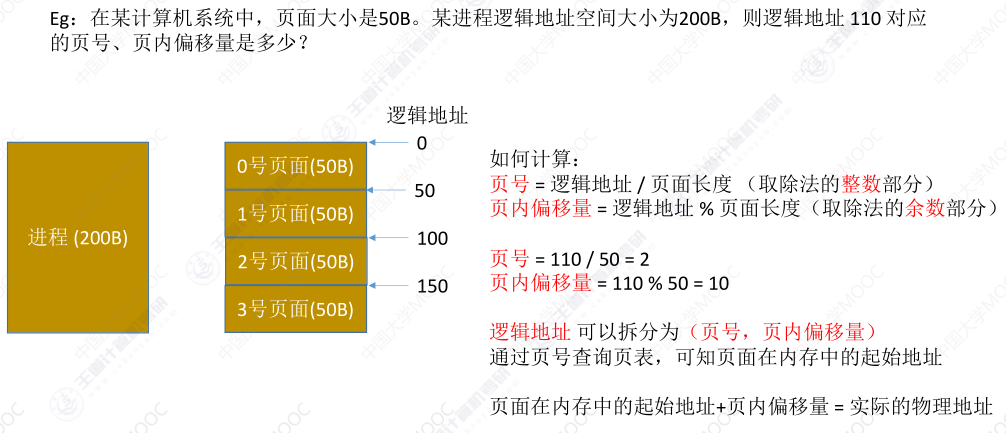 Eg：在某计算机系统中，页面大小是50B。某进程逻辑地址空间大小为200B，则逻辑地址 110 对应
的页号、页内偏移量是多少？
逻辑地址
进程 (200B)
0号页面(50B)
1号页面(50B)
2号页面(50B)
3号页面(50B)
0
50
100
150
如何计算：
页号 = 逻辑地址 / 页面长度 （取除法的整数部分）
页内偏移量 = 逻辑地址 % 页面长度（取除法的余数部分）
页号 = 110 / 50 = 2
页内偏移量 = 110 % 50 = 10
逻辑地址 可以拆分为（页号，页内偏移量）
通过页号查询页表，可知页面在内存中的起始地址
页面在内存中的起始地址+页内偏移量 = 实际的物理地址